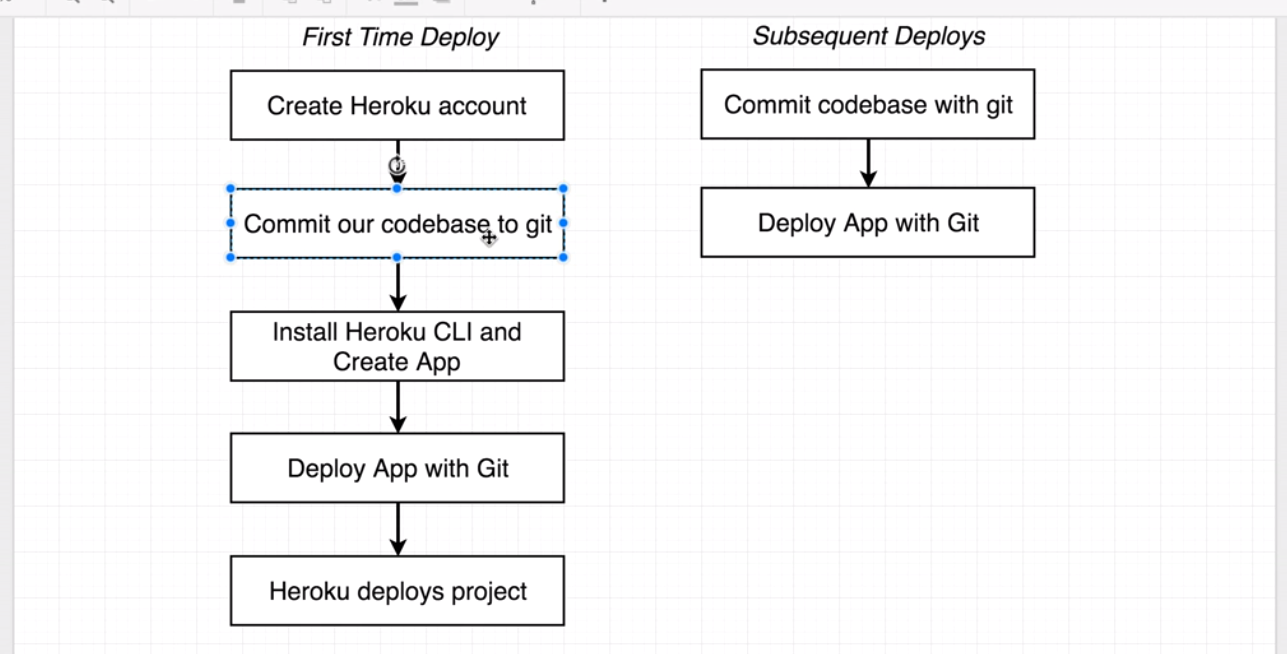 First Time Deploy
Create Heroku account
Commit our codebase to git
Install Heroku CLI and
Create App
Deploy App with Git
Heroku deploys project
Subsequent Deploys
Commit codebase with git
Deploy App with Git